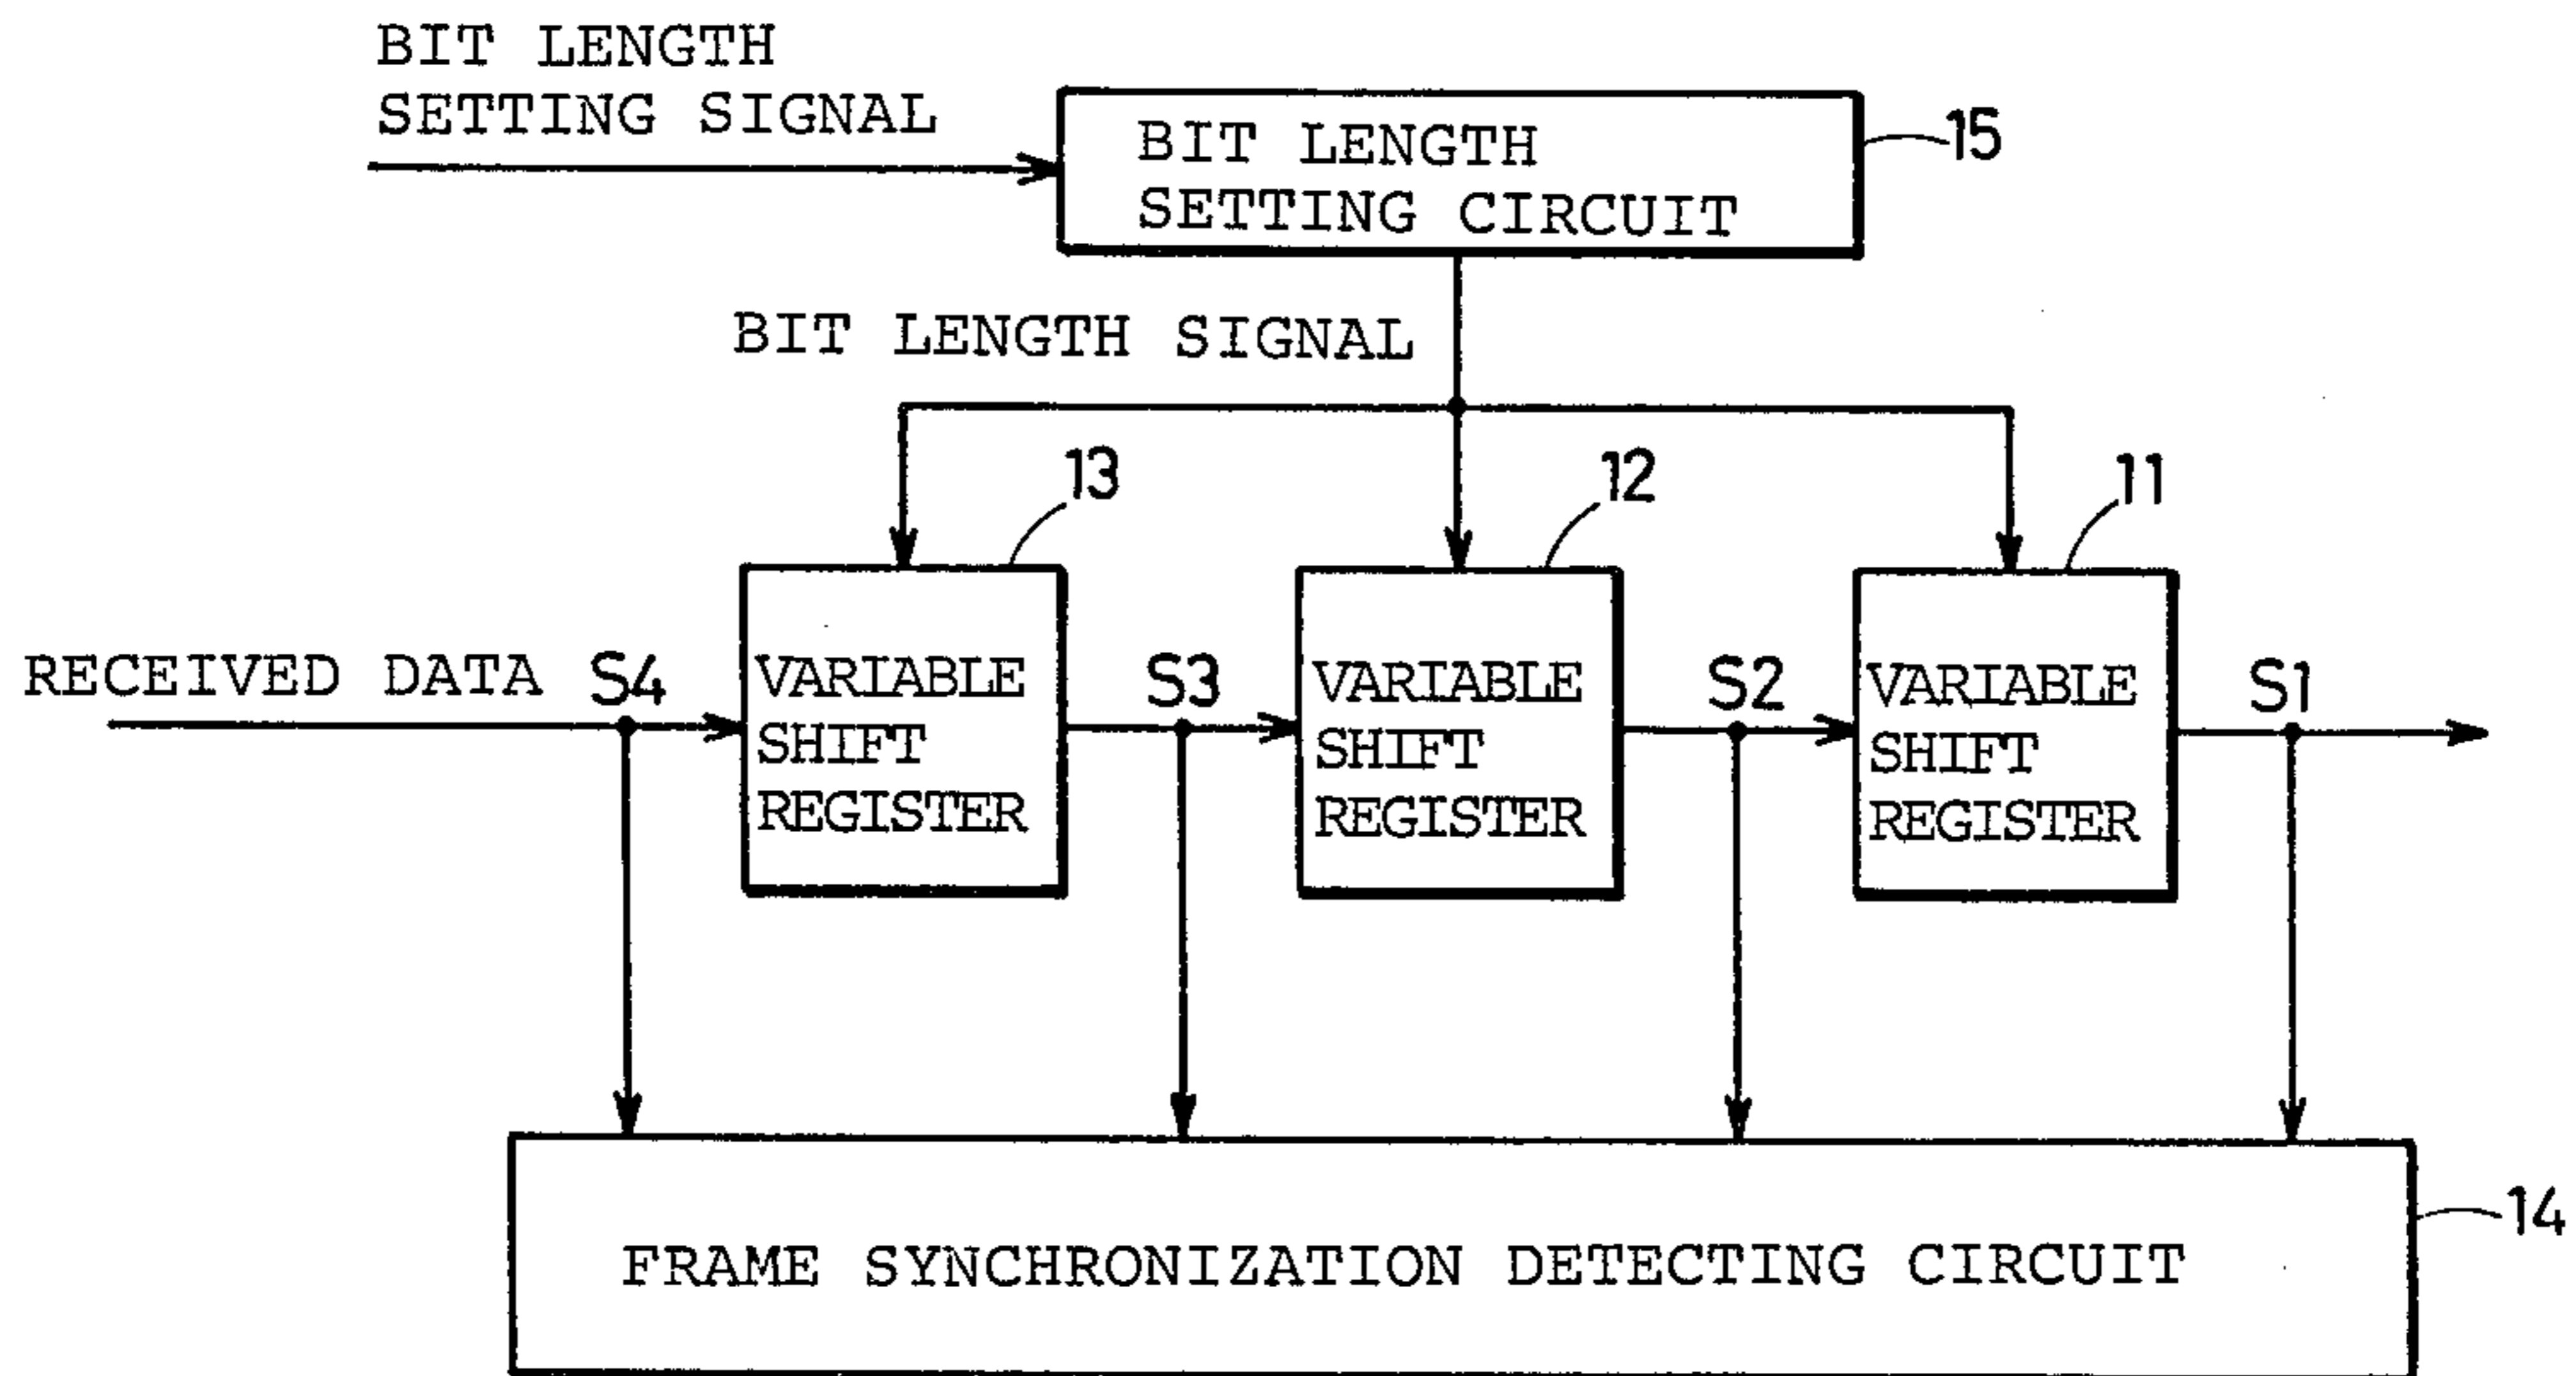 BIT LENGTH
SETTING SIGNAL
BIT LENGTH
SETTING CIRCUIT
15
BIT LENGTH SIGNAL
13
12
11
RECEIVED DATA
S4
VARIABLE
SHIFT
REGISTER
S3
VARIABLE
SHIFT
REGISTER
S2
VARIABLE
SHIFT
REGISTER
S1
14
FRAME SYNCHRONIZATION DETECTING CIRCUIT